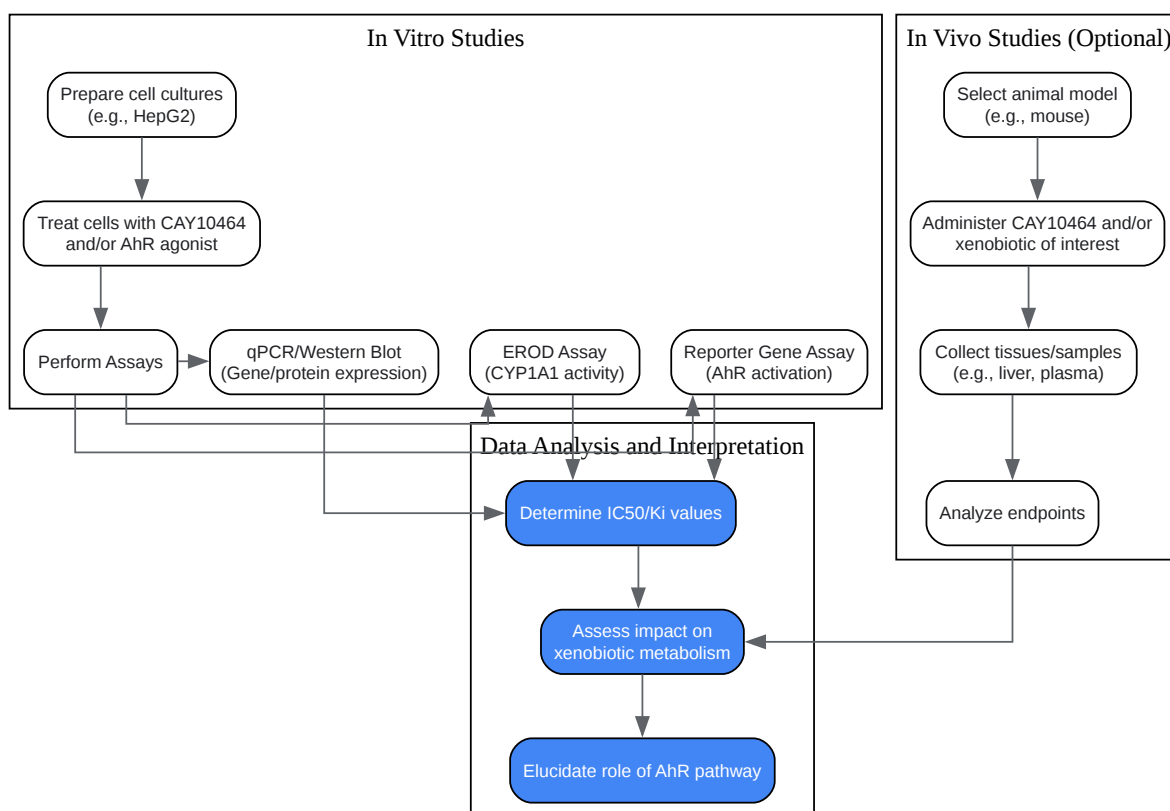 In Vitro Studies
Prepare cell cultures
(e.g., HepG2)
Treat cells with CAY10464
and/or AhR agonist
Perform Assays
qPCR/Western Blot
(Gene/protein expression)
EROD Assay
(CYP1A1 activity)
Reporter Gene Assay
(AhR activation)
In Vivo Studies (Optional)
Select animal model
(e.g., mouse)
Administer CAY10464 and/or
xenobiotic of interest
Collect tissues/samples
(e.g., liver, plasma)
Analyze endpoints
Data Analysis and Interpretation
Determine IC50/Ki values
Assess impact on
xenobiotic metabolism
Elucidate role of AhR pathway